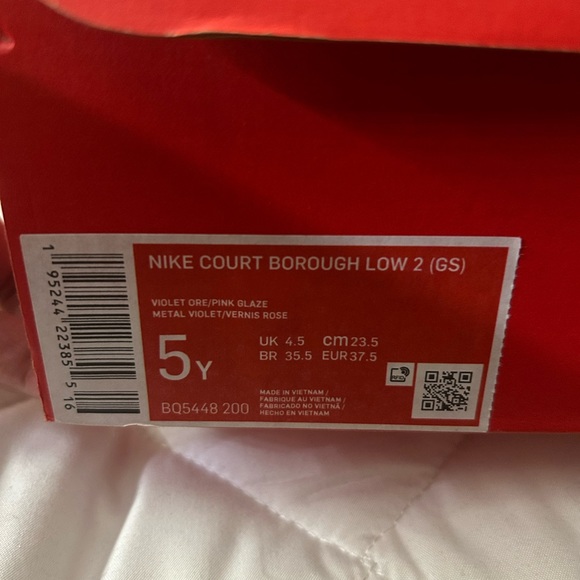 NIKE COURT BOROUGH LOW 2 (GS)
VIOLET ORE/PINK GLAZE
METAL VIOLET/VERNIS ROSE
5Y
UK 4.5 cm 23.5
BR 35.5 EUR 37.5
BQ5448 200
MADE IN VIETNAM /
FABRIQUE AU VIETNAM /
FABRICADO NO VIETNÃ /
HECHO EN VIETNAM
1 95244 22385 5 16